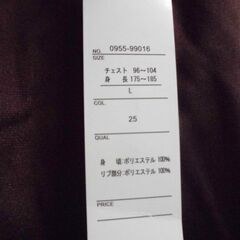 NO. 0955-99016
SIZE:
チェスト 96～104
身 長 175～185
L
COL.
25
QUAL
身 頃:ポリエステル 100%
リブ部分:ポリエステル 100%
PRICE